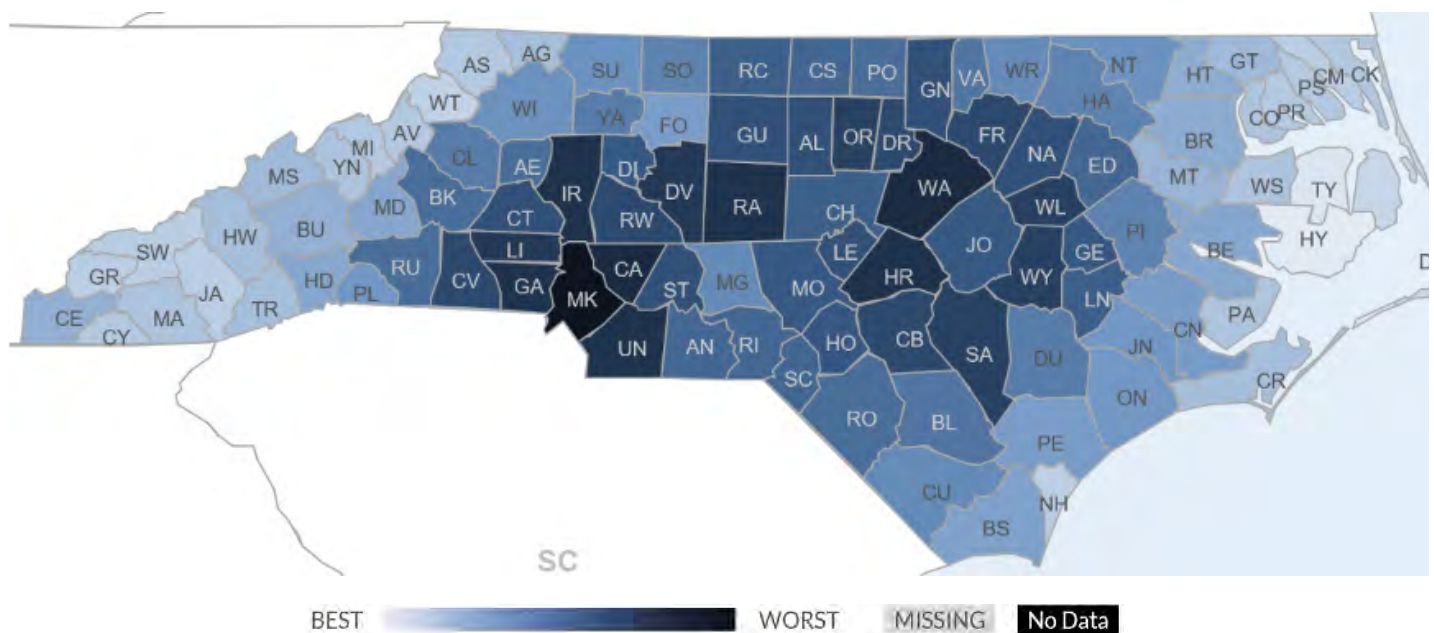 AS AG SU SO RC CS PO GN VA WR NT HT GT PS CM CK
WT WI YA FO GU AL OR DR FR HA CO PR
AV MI YN CL AE IR DL DV NA ED BR
MS MD BK CT RW RA CH WA WL MT WS TY
HW BU LI LE JO GE PI BE HY
SW GR JA RU CV GA MK CA ST MG MO HR WY LN D
CE CY MA TR HD PL UN AN RI HO CB SA DU JN CN PA
SC RO BL ON CR
PE
CU NH
BS
SC
BEST WORST MISSING No Data